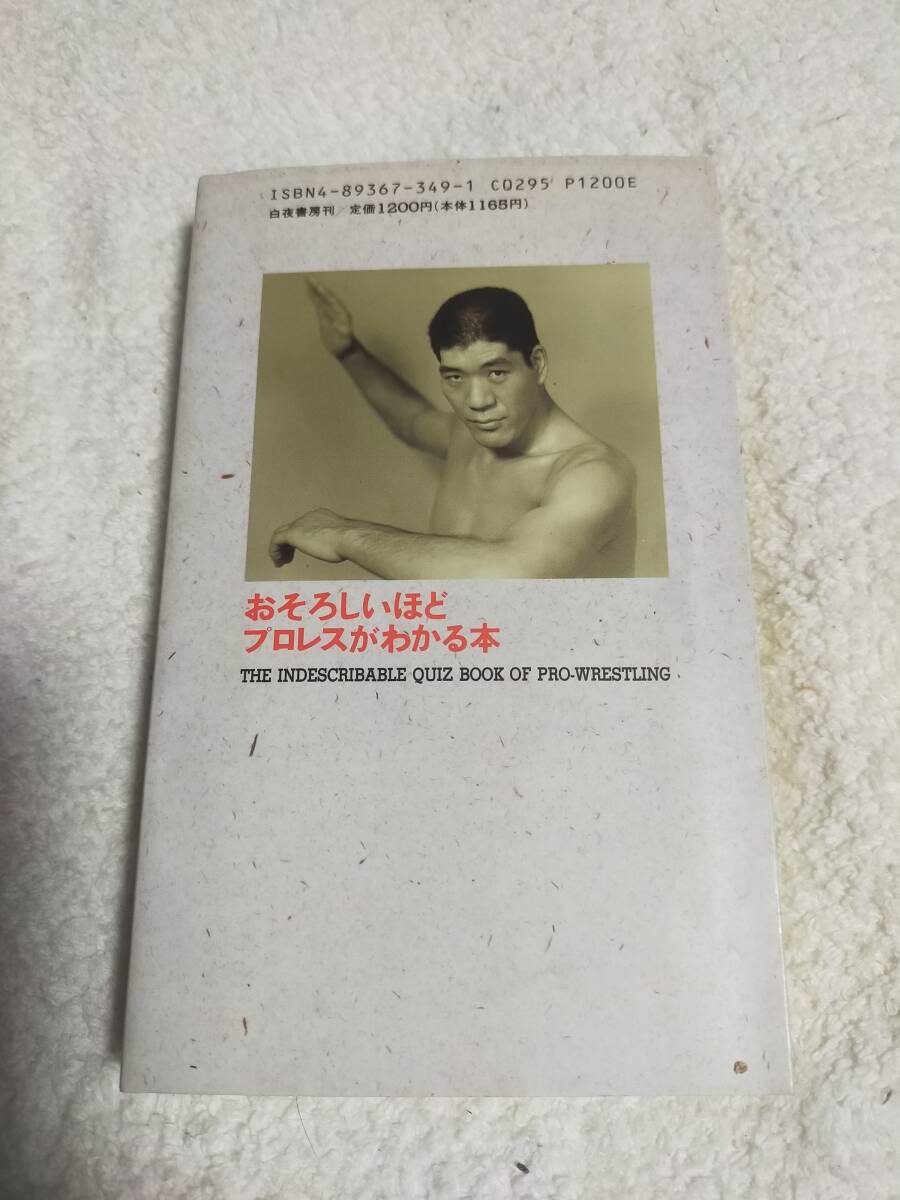 ISBN4-89367-349-1 C0295 P1200E
白夜書房刊／定価1200円(本体1165円)
おそろしいほど
プロレスがわかる本
THE INDESCRIBABLE QUIZ BOOK OF PRO-WRESTLING